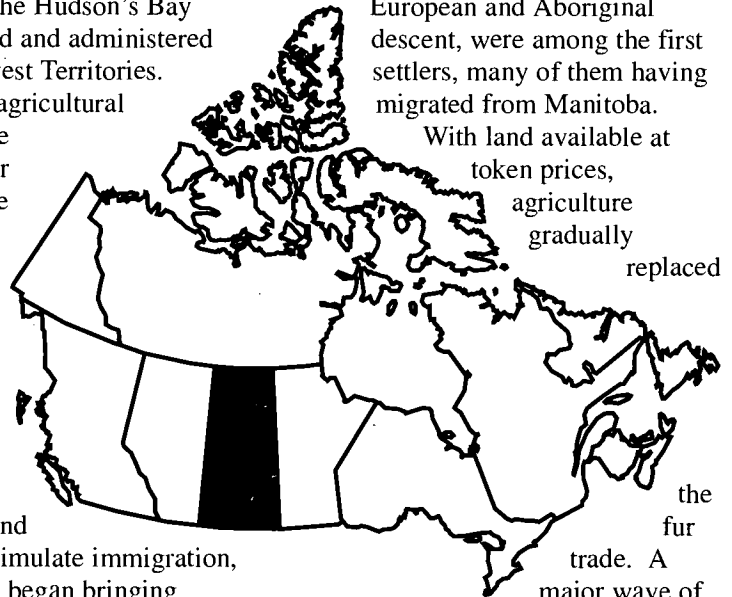 he Hudson's Bay
d and administered
est Territories.
agricultural
e
r
e
nd
imulate immigration,
began bringing
European and Aboriginal
descent, were among the first
settlers, many of them having
migrated from Manitoba.
With land available at
token prices,
agriculture
gradually
replaced
the
fur
trade. A
major wave of